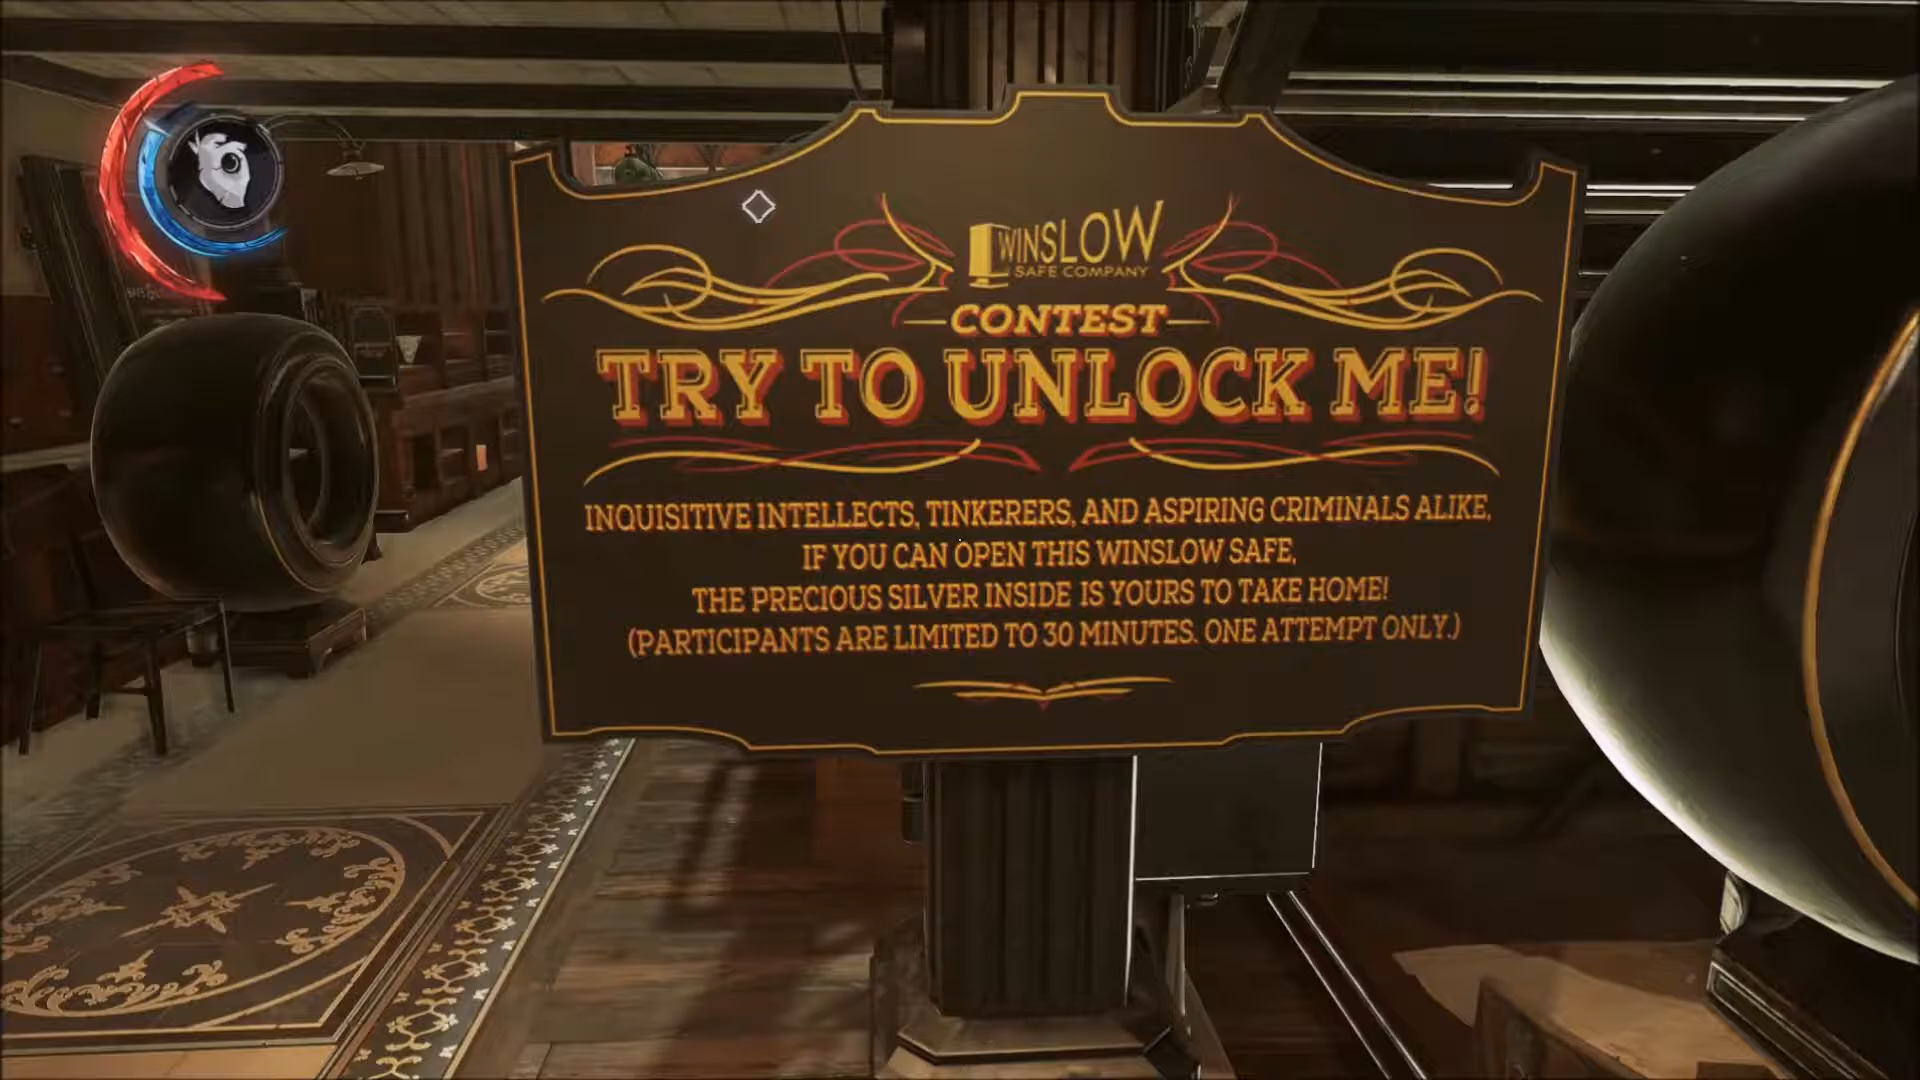 WINSLOW
SAFE COMPANY
CONTEST
TRY TO UNLOCK ME!
INQUISITIVE INTELLECTS, TINKERERS, AND ASPIRING CRIMINALS ALIKE,
IF YOU CAN OPEN THIS WINSLOW SAFE,
THE PRECIOUS SILVER INSIDE IS YOURS TO TAKE HOME!
(PARTICIPANTS ARE LIMITED TO 30 MINUTES. ONE ATTEMPT ONLY.)